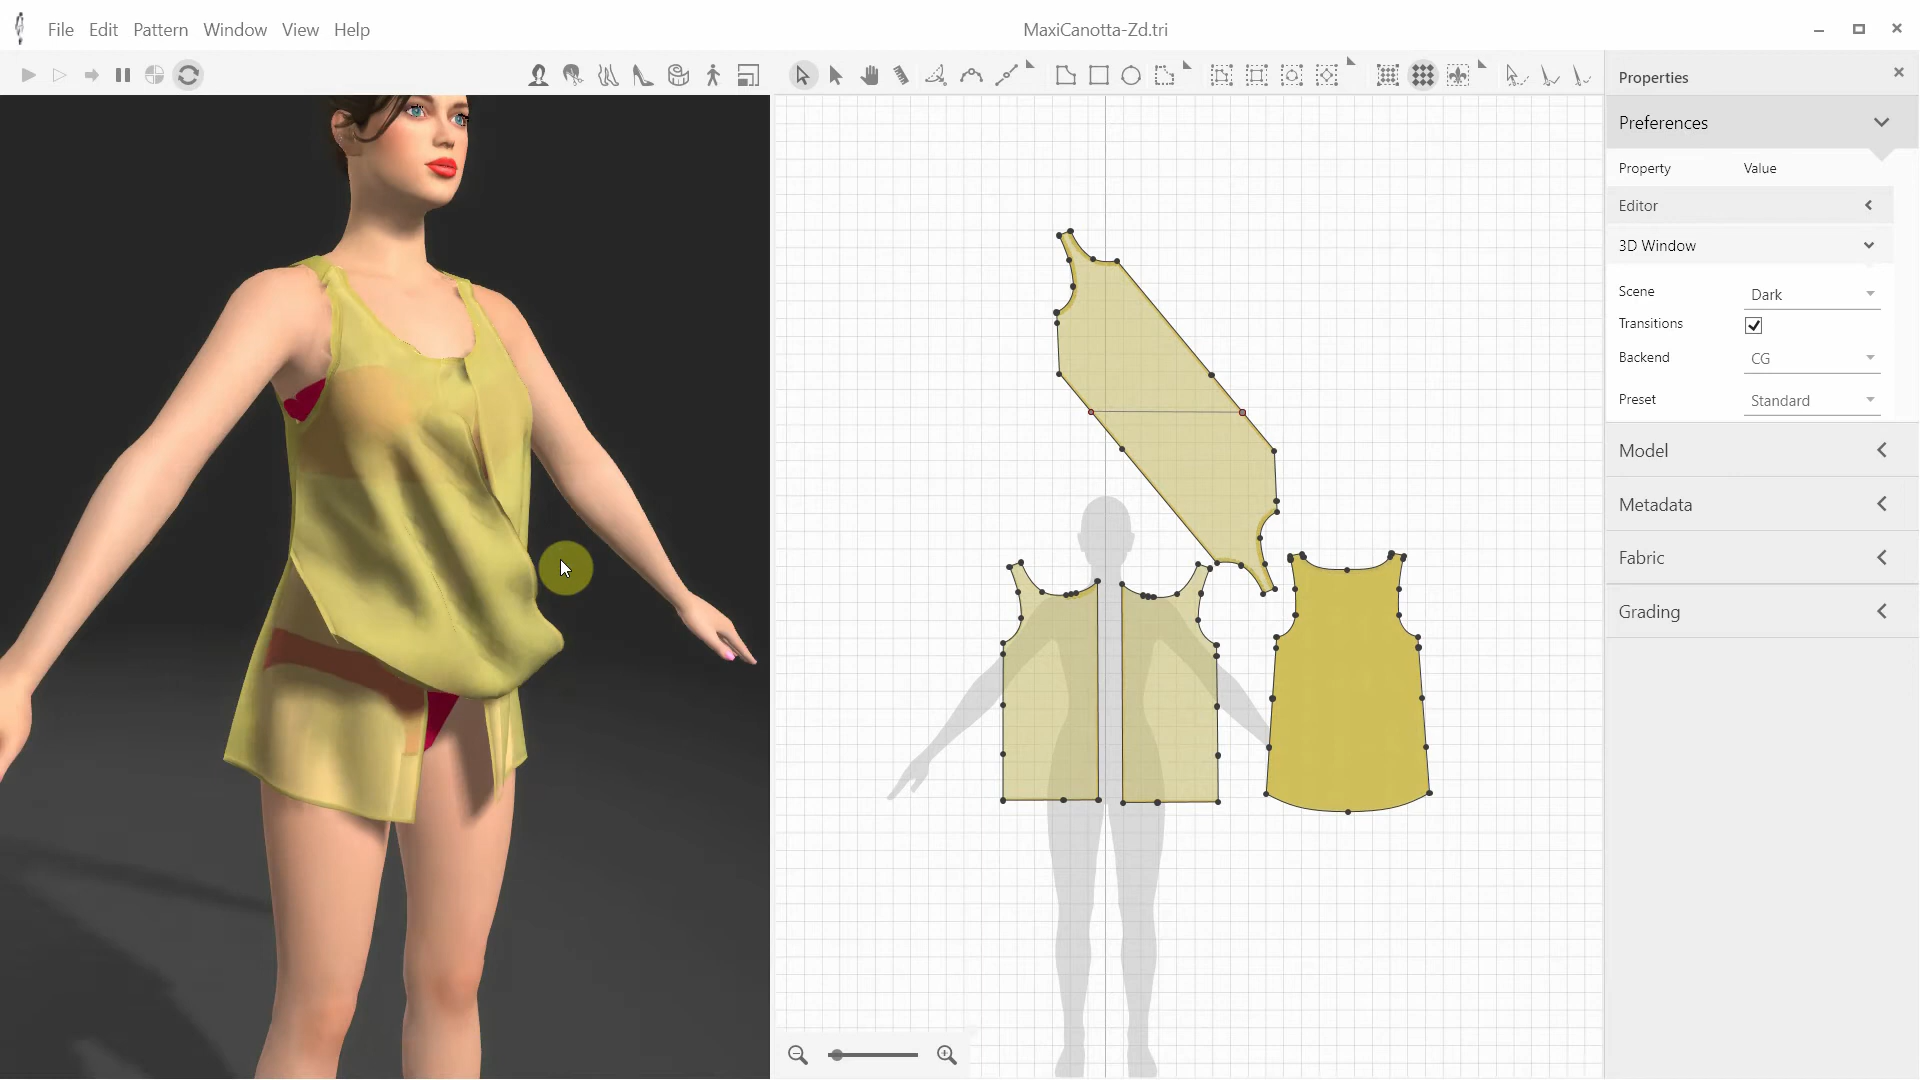 File Edit Pattern Window View Help
MaxiCanotta-Zd.tri
Properties
Preferences
Property Value
Editor
3D Window
Scene Dark
Transitions
Backend CG
Preset Standard
Model
Metadata
Fabric
Grading